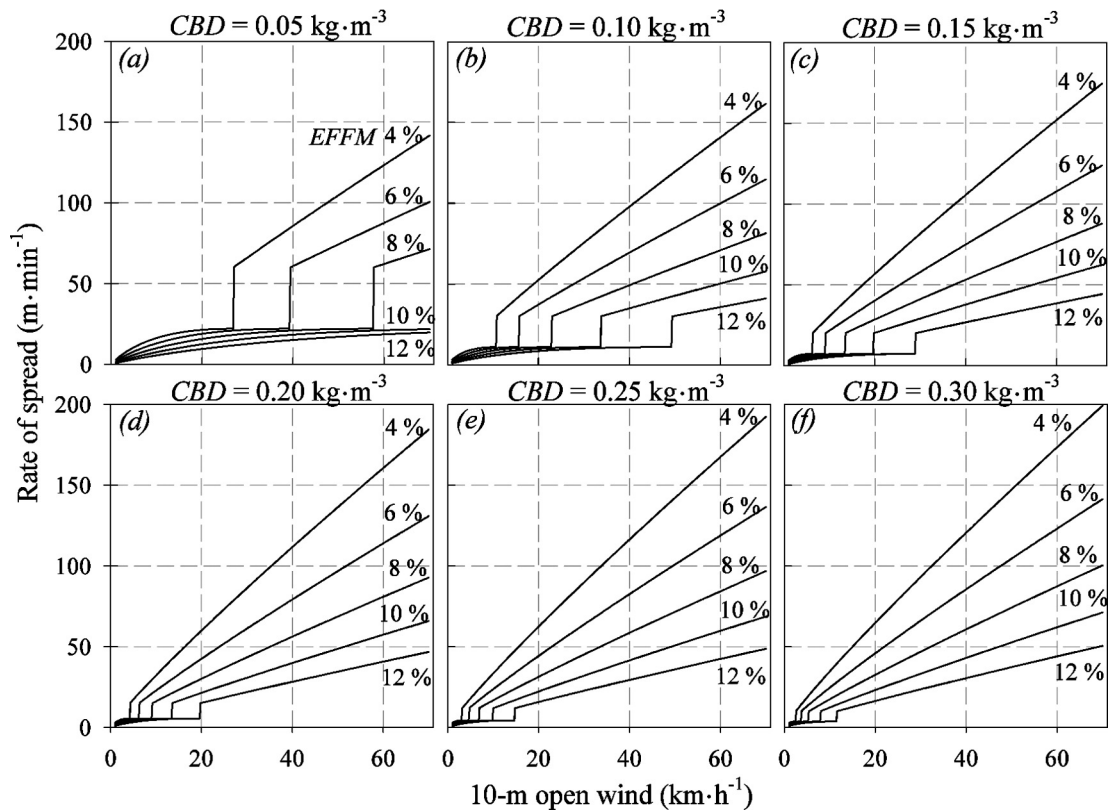 CBD = 0.05 kg·m-3
CBD = 0.10 kg·m-3
CBD = 0.15 kg·m-3
200
150
100
50
0
(a)
EFFM 4 %
6 %
8 %
10 %
12 %
(b)
4 %
6 %
8 %
10 %
12 %
(c)
4 %
6 %
8 %
10 %
12 %
Rate of spread (m·min-1)
CBD = 0.20 kg·m-3
CBD = 0.25 kg·m-3
CBD = 0.30 kg·m-3
200
150
100
50
0
(d)
4 %
6 %
8 %
10 %
12 %
(e)
4 %
6 %
8 %
10 %
12 %
(f)
4 %
6 %
8 %
10 %
12 %
0 20 40 60
0 20 40 60
0 20 40 60
10-m open wind (km·h-1)